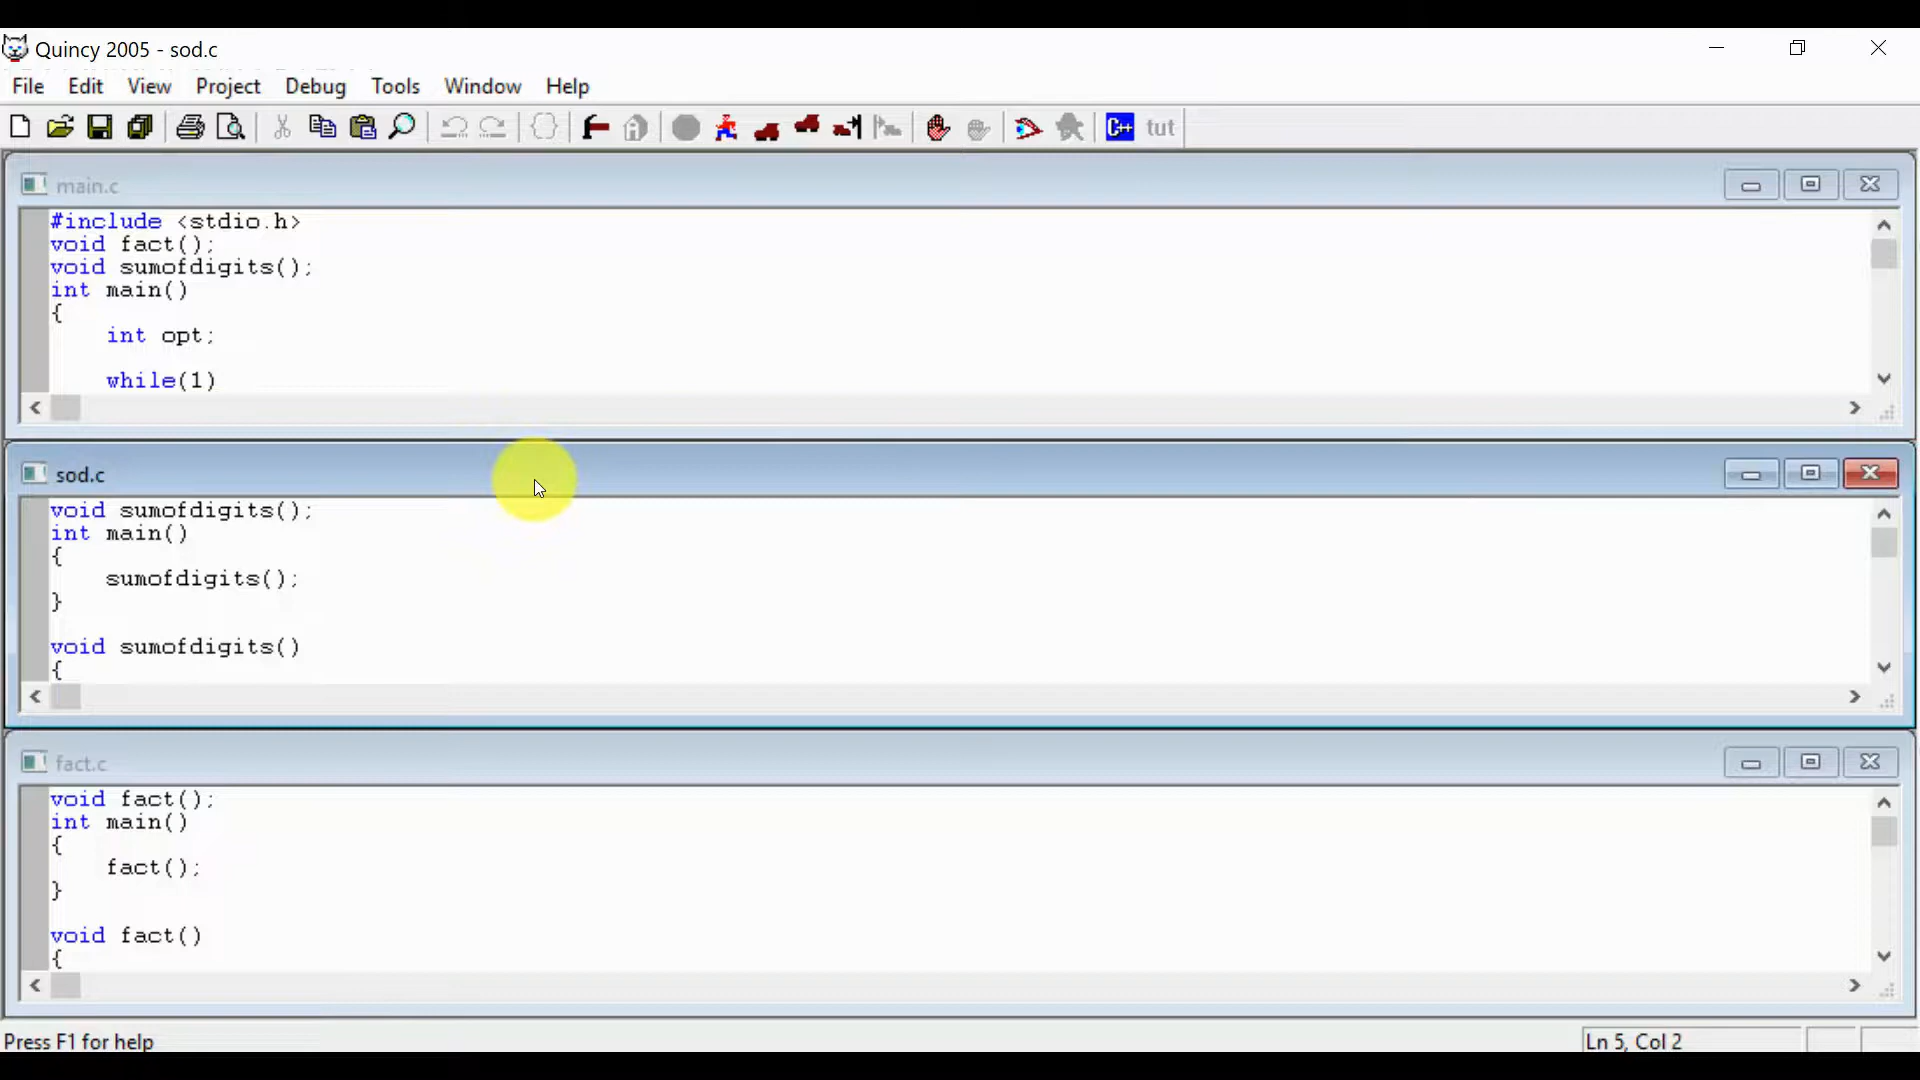 Quincy 2005 - sod.c
File Edit View Project Debug Tools Window Help
C++ tut
main.c
#include <stdio.h>
void fact();
void sumofdigits();
int main()
{
int opt;
while(1)
sod.c
void sumofdigits();
int main()
{
sumofdigits();
}
void sumofdigits()
{
fact.c
void fact();
int main()
{
fact();
}
void fact()
{
Press F1 for help
Ln 5, Col 2